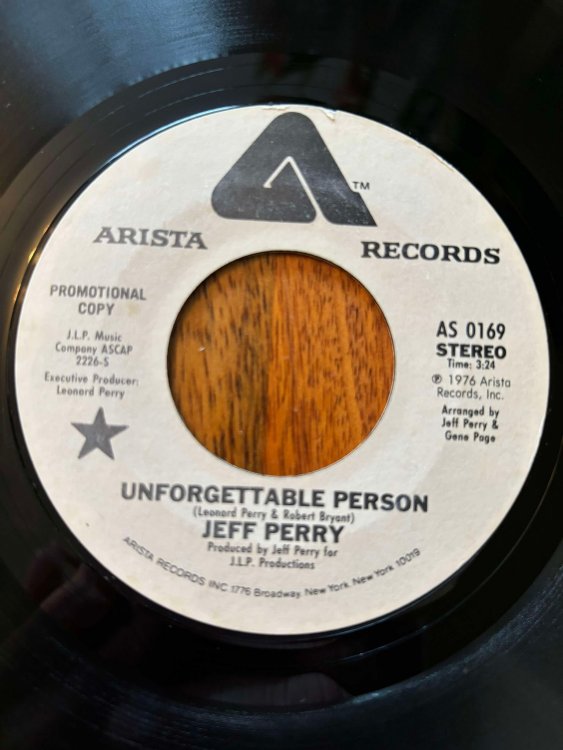 TM
ARISTA RECORDS
PROMOTIONAL
COPY
J.L.P. Music
Company ASCAP
2226-S
Executive Producer:
Leonard Perry
AS 0169
STEREO
Time: 3:24
℗ 1976 Arista
Records, Inc.
Arranged by
Jeff Perry &
Gene Page
UNFORGETTABLE PERSON
(Leonard Perry & Robert Bryant)
JEFF PERRY
Produced by Jeff Perry for
J.L.P. Productions
ARISTA RECORDS INC. 1776 Broadway, New York New York 10019